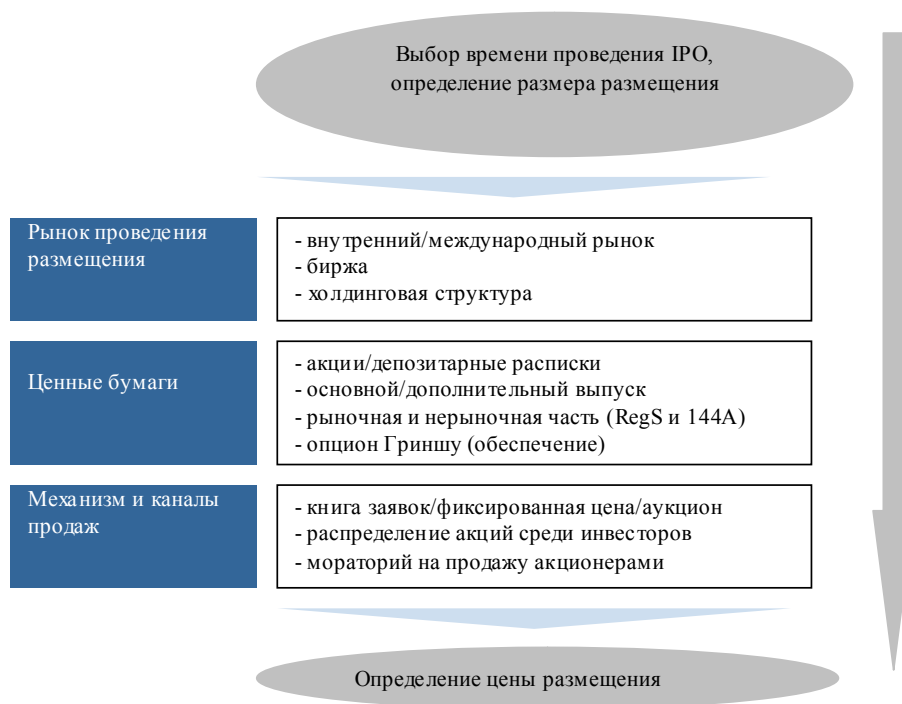 Выбор времени проведения IPO,
определение размера размещения
Рынок проведения
размещения
- внутренний/международный рынок
- биржа
- холдинговая структура
Ценные бумаги
- акции/депозитарные расписки
- основной/дополнительный выпуск
- рыночная и нерыночная часть (RegS и 144A)
- опцион Гриншу (обеспечение)
Механизм и каналы
продаж
- книга заявок/фиксированная цена/аукцион
- распределение акций среди инвесторов
- мораторий на продажу акционерами
Определение цены размещения